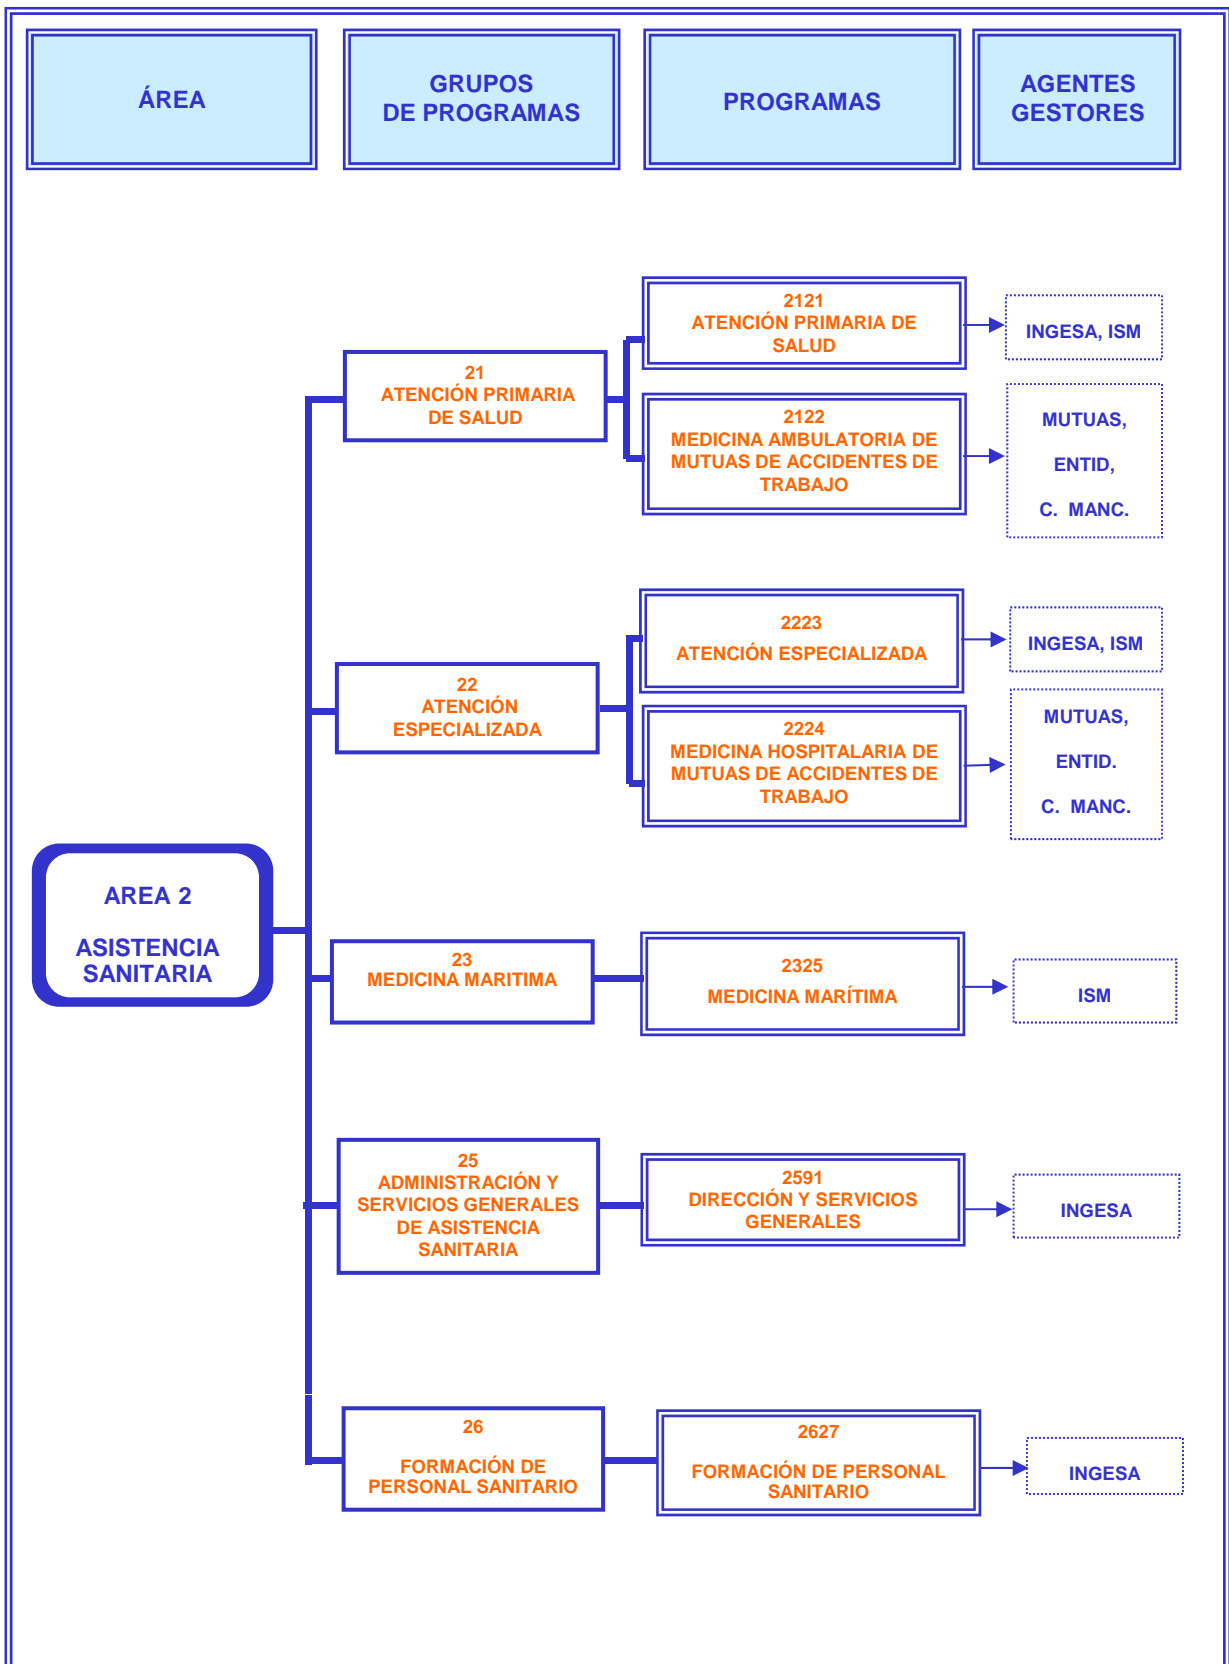 ÁREA
GRUPOS
DE PROGRAMAS
PROGRAMAS
AGENTES
GESTORES
AREA 2
ASISTENCIA
SANITARIA
21
ATENCIÓN PRIMARIA
DE SALUD
2121
ATENCIÓN PRIMARIA DE
SALUD
INGESA, ISM
2122
MEDICINA AMBULATORIA DE
MUTUAS DE ACCIDENTES DE
TRABAJO
MUTUAS,
ENTID,
C. MANC.
22
ATENCIÓN
ESPECIALIZADA
2223
ATENCIÓN ESPECIALIZADA
INGESA, ISM
2224
MEDICINA HOSPITALARIA DE
MUTUAS DE ACCIDENTES DE
TRABAJO
MUTUAS,
ENTID.
C. MANC.
23
MEDICINA MARITIMA
2325
MEDICINA MARÍTIMA
ISM
25
ADMINISTRACIÓN Y
SERVICIOS GENERALES
DE ASISTENCIA
SANITARIA
2591
DIRECCIÓN Y SERVICIOS
GENERALES
INGESA
26
FORMACIÓN DE
PERSONAL SANITARIO
2627
FORMACIÓN DE PERSONAL
SANITARIO
INGESA